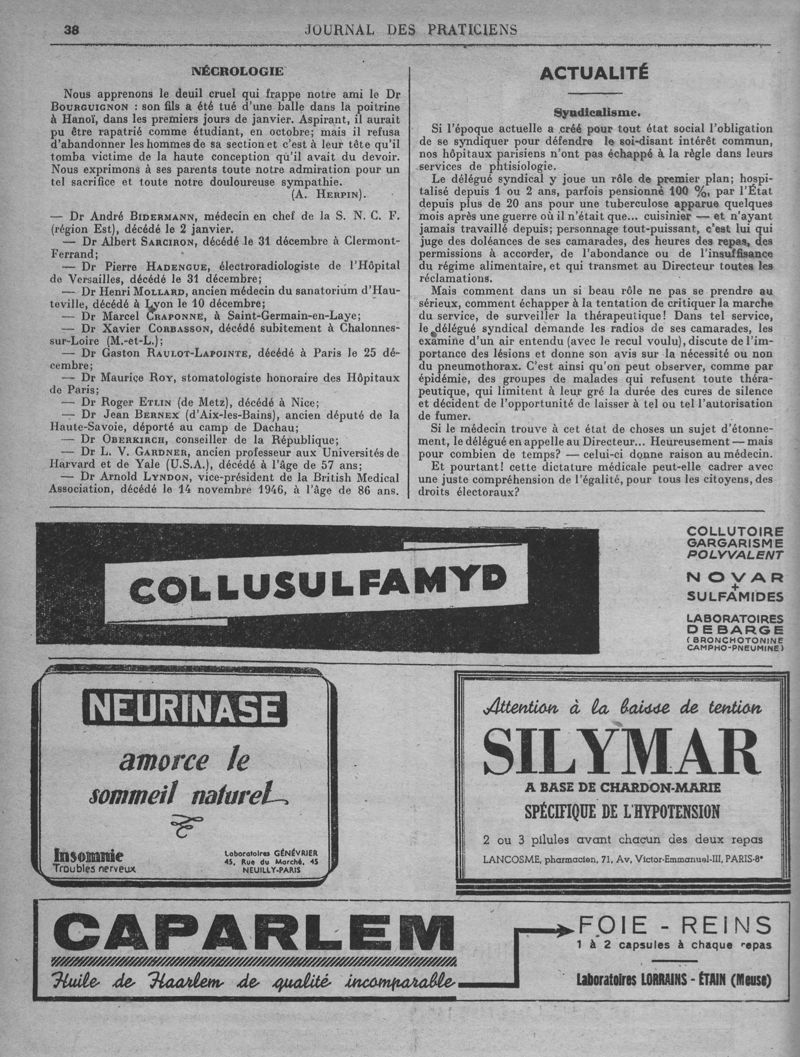 38
JOURNAL DES PRATICIENS
NÉCROLOGIE
Nous apprenons le deuil cruel qui frappe notre ami le Dr
BOURGUIGNON : son fils a été tué d'une balle dans la poitrine
à Hanoï, dans les premiers jours de janvier. Aspirant, il aurait
pu être rapatrié comme étudiant, en octobre; mais il refusa
d'abandonner les hommes de sa section et c'est à leur tête qu'il
tomba victime de la haute conception qu'il avait du devoir.
Nous exprimons à ses parents toute notre admiration pour un
tel sacrifice et toute notre douloureuse sympathie.
(A. HERPIN).
— Dr André BIDERMANN, médecin en chef de la S. N. C. F.
(région Est), décédé le 2 janvier.
— Dr Albert SARCIRON, décédé le 31 décembre à Clermont-
Ferrand;
— Dr Pierre HADENGUE, électroradiologiste de l'Hôpital
de Versailles, décédé le 31 décembre;
— Dr Henri MOLLARD, ancien médecin du sanatorium d'Hau-
teville, décédé à Lyon le 10 décembre;
— Dr Marcel CRAPONNE, à Saint-Germain-en-Laye;
— Dr Xavier CORBASSON, décédé subitement à Chalonnes-
sur-Loire (M.-et-L.);
— Dr Gaston RAULOT-LAPOINTE, décédé à Paris le 25 dé-
cembre;
— Dr Maurice ROY, stomatologiste honoraire des Hôpitaux
de Paris;
— Dr Roger ETLIN (de Metz), décédé à Nice;
— Dr Jean BERNEX (d'Aix-les-Bains), ancien député de la
Haute-Savoie, déporté au camp de Dachau;
— Dr OBERKIRCH, conseiller de la République;
— Dr L. V. GARDNER, ancien professeur aux Universités de
Harvard et de Yale (U.S.A.), décédé à l'âge de 57 ans;
— Dr Arnold LYNDON, vice-président de la British Medical
Association, décédé le 14 novembre 1946, à l'âge de 86 ans.
ACTUALITÉ
Syndicalisme.
Si l'époque actuelle a créé pour tout état social l'obligation
de se syndiquer pour défendre le soi-disant intérêt commun,
nos hôpitaux parisiens n'ont pas échappé à la règle dans leurs
services de phtisiologie.
Le délégué syndical y joue un rôle de premier plan; hospi-
talisé depuis 1 ou 2 ans, parfois pensionné 100 %, par l'État
depuis plus de 20 ans pour une tuberculose apparue quelques
mois après une guerre où il n'était que... cuisinier — et n'ayant
jamais travaillé depuis; personnage tout-puissant, c'est lui qui
juge des doléances de ses camarades, des heures des repas, des
permissions à accorder, de l'abondance ou de l'insuffisance
du régime alimentaire, et qui transmet au Directeur toutes les
réclamations.
Mais comment dans un si beau rôle ne pas se prendre au
sérieux, comment échapper à la tentation de critiquer la marche
du service, de surveiller la thérapeutique! Dans tel service,
le délégué syndical demande les radios de ses camarades, les
examine d'un air entendu (avec le recul voulu), discute de l'im-
portance des lésions et donne son avis sur la nécessité ou non
du pneumothorax. C'est ainsi qu'on peut observer, comme par
épidémie, des groupes de malades qui refusent toute théra-
peutique, qui limitent à leur gré la durée des cures de silence
et décident de l'opportunité de laisser à tel ou tel l'autorisation
de fumer.
Si le médecin trouve à cet état de choses un sujet d'étonne-
ment, le délégué en appelle au Directeur... Heureusement — mais
pour combien de temps? — celui-ci donne raison au médecin.
Et pourtant! cette dictature médicale peut-elle cadrer avec
une juste compréhension de l'égalité, pour tous les citoyens, des
droits électoraux?
COLLUSULFAMYD
COLLUTOIRE
GARGARISME
POLYVALENT
NOVAR
+
SULFAMIDES
LABORATOIRES
DEBARGE
(BRONCHOTONINE
CAMPHO-PNEUMINE)
NEURINASE
amorce le
sommeil naturel
Insomnie
Troubles nerveux
Laboratoires GÉNÉVRIER
45, Rue du Marché, 45
NEUILLY-PARIS
Attention à la baisse de tention
SILYMAR
A BASE DE CHARDON-MARIE
SPÉCIFIQUE DE L'HYPOTENSION
2 ou 3 pilules avant chacun des deux repas
LANCOSME, pharmacien, 71, Av, Victor-Emmanuel-III, PARIS-8e
CAPARLEM
Huile de Haarlem de qualité incomparable
FOIE - REINS
1 à 2 capsules à chaque repas
Laboratoires LORRAINS - ÉTAIN (Meuse)